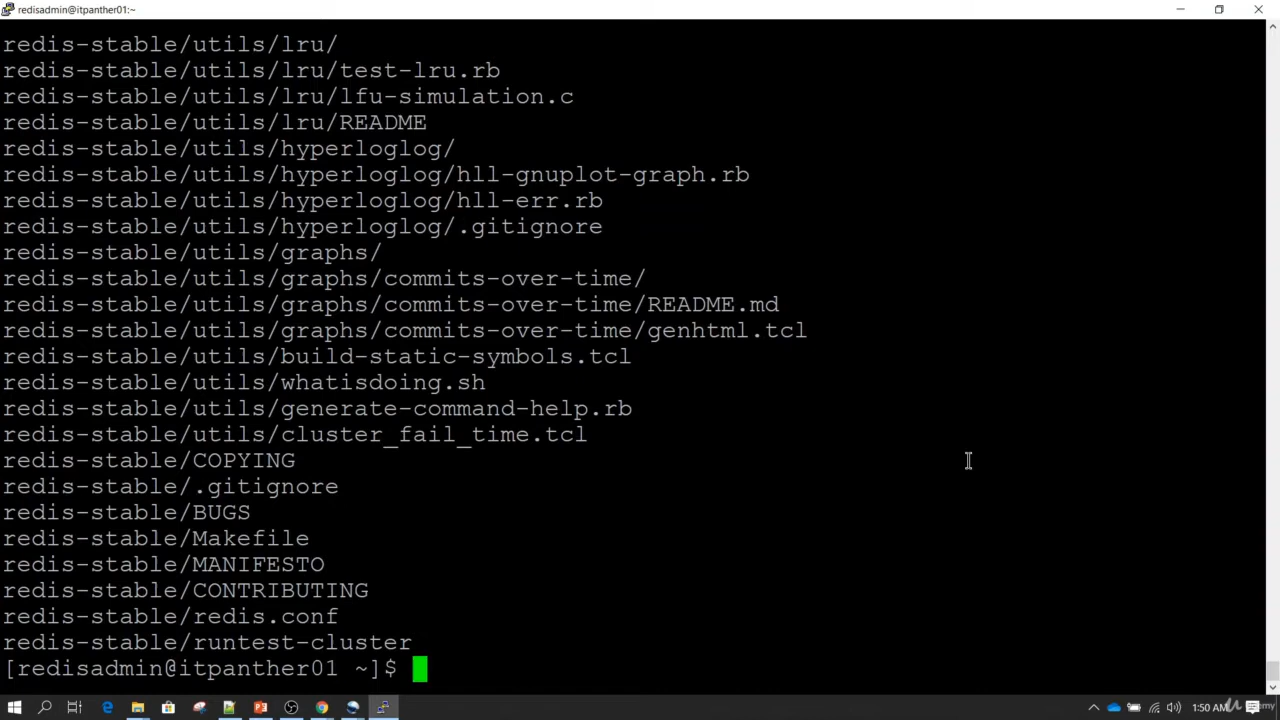 redisadmin@itpanther01:~
redis-stable/utils/lru/
redis-stable/utils/lru/test-lru.rb
redis-stable/utils/lru/lfu-simulation.c
redis-stable/utils/lru/README
redis-stable/utils/hyperloglog/
redis-stable/utils/hyperloglog/hll-gnuplot-graph.rb
redis-stable/utils/hyperloglog/hll-err.rb
redis-stable/utils/hyperloglog/.gitignore
redis-stable/utils/graphs/
redis-stable/utils/graphs/commits-over-time/
redis-stable/utils/graphs/commits-over-time/README.md
redis-stable/utils/graphs/commits-over-time/genhtml.tcl
redis-stable/utils/build-static-symbols.tcl
redis-stable/utils/whatisdoing.sh
redis-stable/utils/generate-command-help.rb
redis-stable/utils/cluster_fail_time.tcl
redis-stable/COPYING
redis-stable/.gitignore
redis-stable/BUGS
redis-stable/Makefile
redis-stable/MANIFESTO
redis-stable/CONTRIBUTING
redis-stable/redis.conf
redis-stable/runtest-cluster
[redisadmin@itpanther01 ~]$
1:50 AM